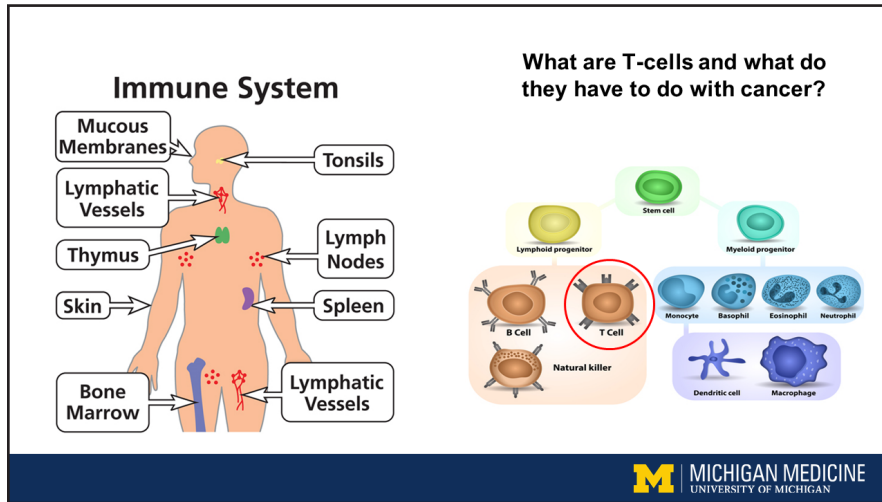 What are T-cells and what do
they have to do with cancer?
Immune System
Mucous
Membranes
Tonsils
Lymphatic
Vessels
Thymus
Lymph
Nodes
Skin
Spleen
Bone
Marrow
Lymphatic
Vessels
Stem cell
Lymphoid progenitor
Myeloid progenitor
B Cell
T Cell
Natural killer
Monocyte
Basophil
Eosinophil
Neutrophil
Dendritic cell
Macrophage
M
MICHIGAN MEDICINE
UNIVERSITY OF MICHIGAN